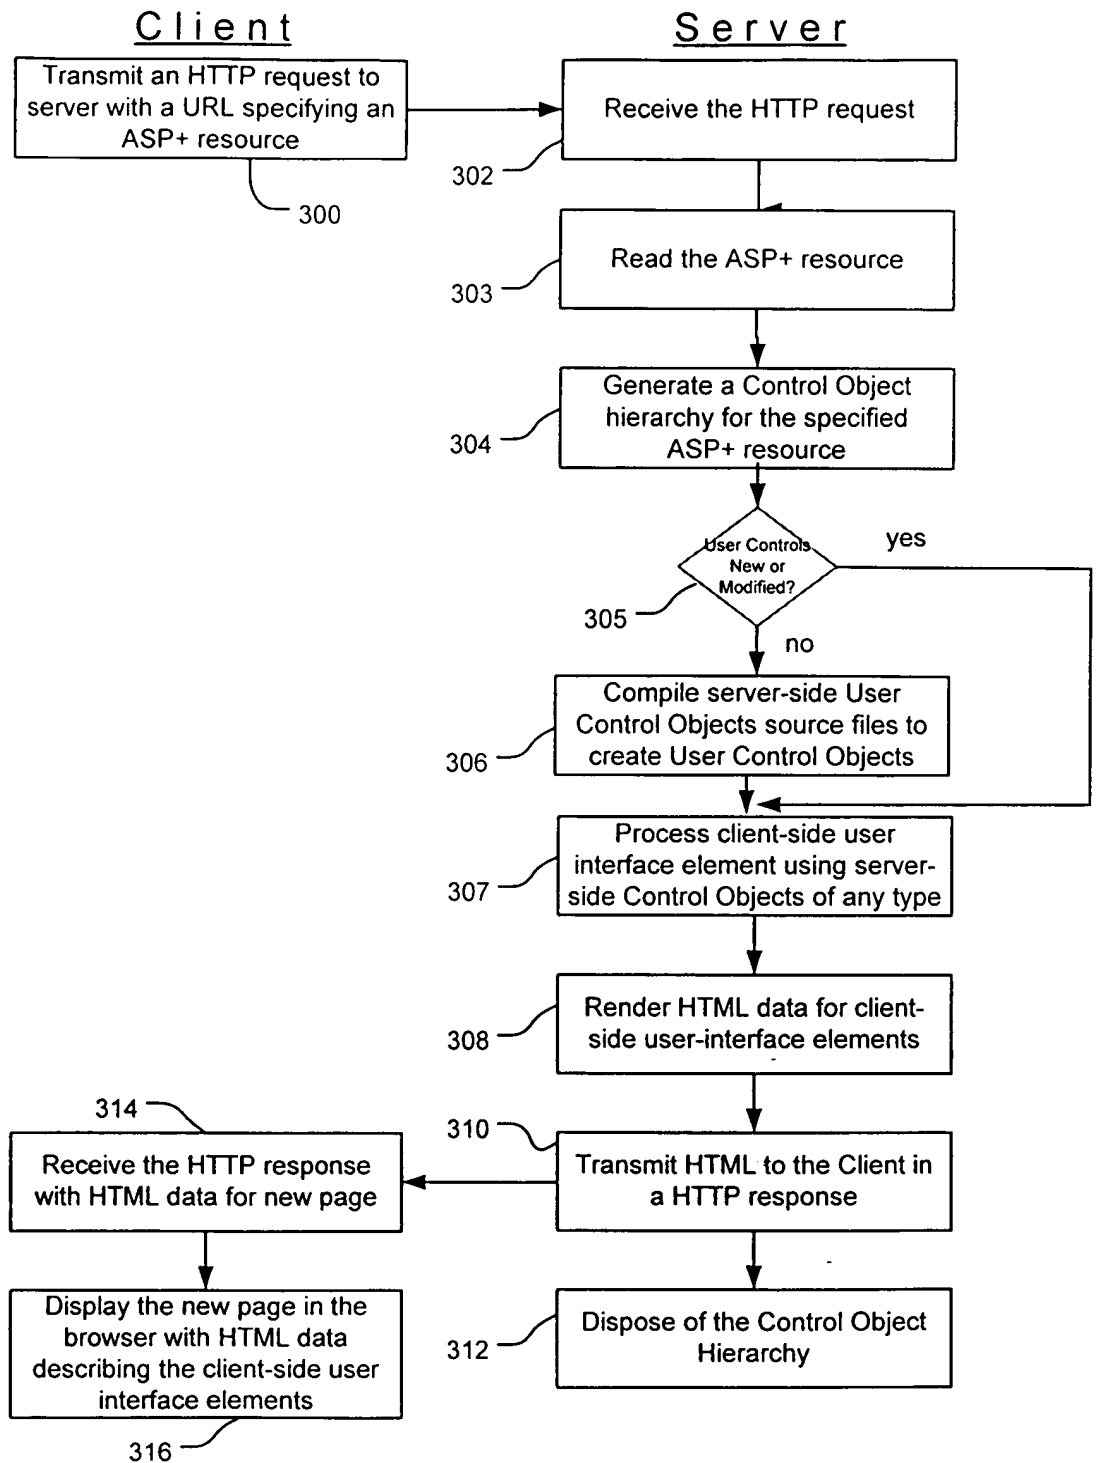 Client
Server
Transmit an HTTP request to
server with a URL specifying an
ASP+ resource
300
Receive the HTTP request
302
Read the ASP+ resource
303
Generate a Control Object
hierarchy for the specified
ASP+ resource
304
User Controls
New or
Modified?
yes
305
no
Compile server-side User
Control Objects source files to
create User Control Objects
306
Process client-side user
interface element using server-
side Control Objects of any type
307
Render HTML data for client-
side user-interface elements
308
314
310
Receive the HTTP response
with HTML data for new page
Transmit HTML to the Client in
a HTTP response
Display the new page in the
browser with HTML data
describing the client-side user
interface elements
316
Dispose of the Control Object
Hierarchy
312